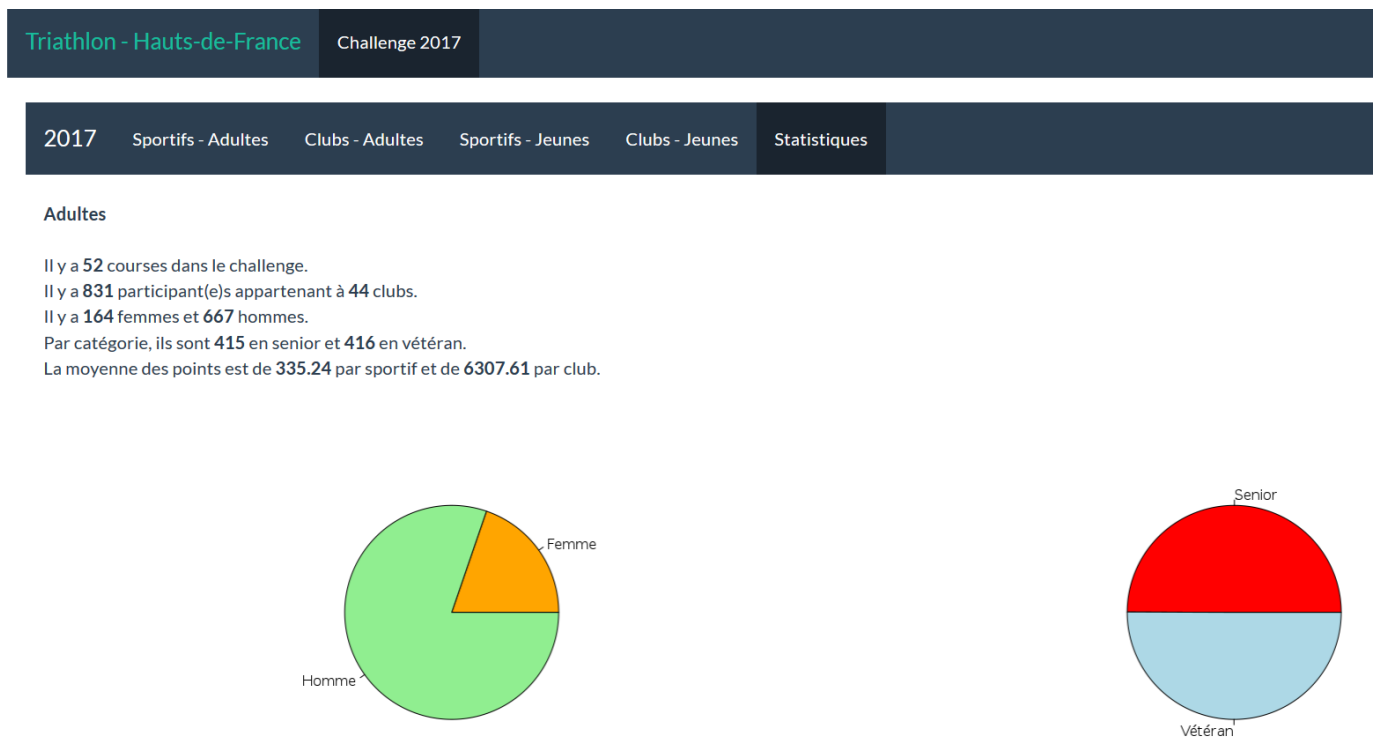 Triathlon - Hauts-de-France Challenge 2017
2017 Sportifs - Adultes Clubs - Adultes Sportifs - Jeunes Clubs - Jeunes Statistiques
Adultes
Il y a 52 courses dans le challenge.
Il y a 831 participant(e)s appartenant à 44 clubs.
Il y a 164 femmes et 667 hommes.
Par catégorie, ils sont 415 en senior et 416 en vétéran.
La moyenne des points est de 335.24 par sportif et de 6307.61 par club.
Femme
Homme
Senior
Vétéran